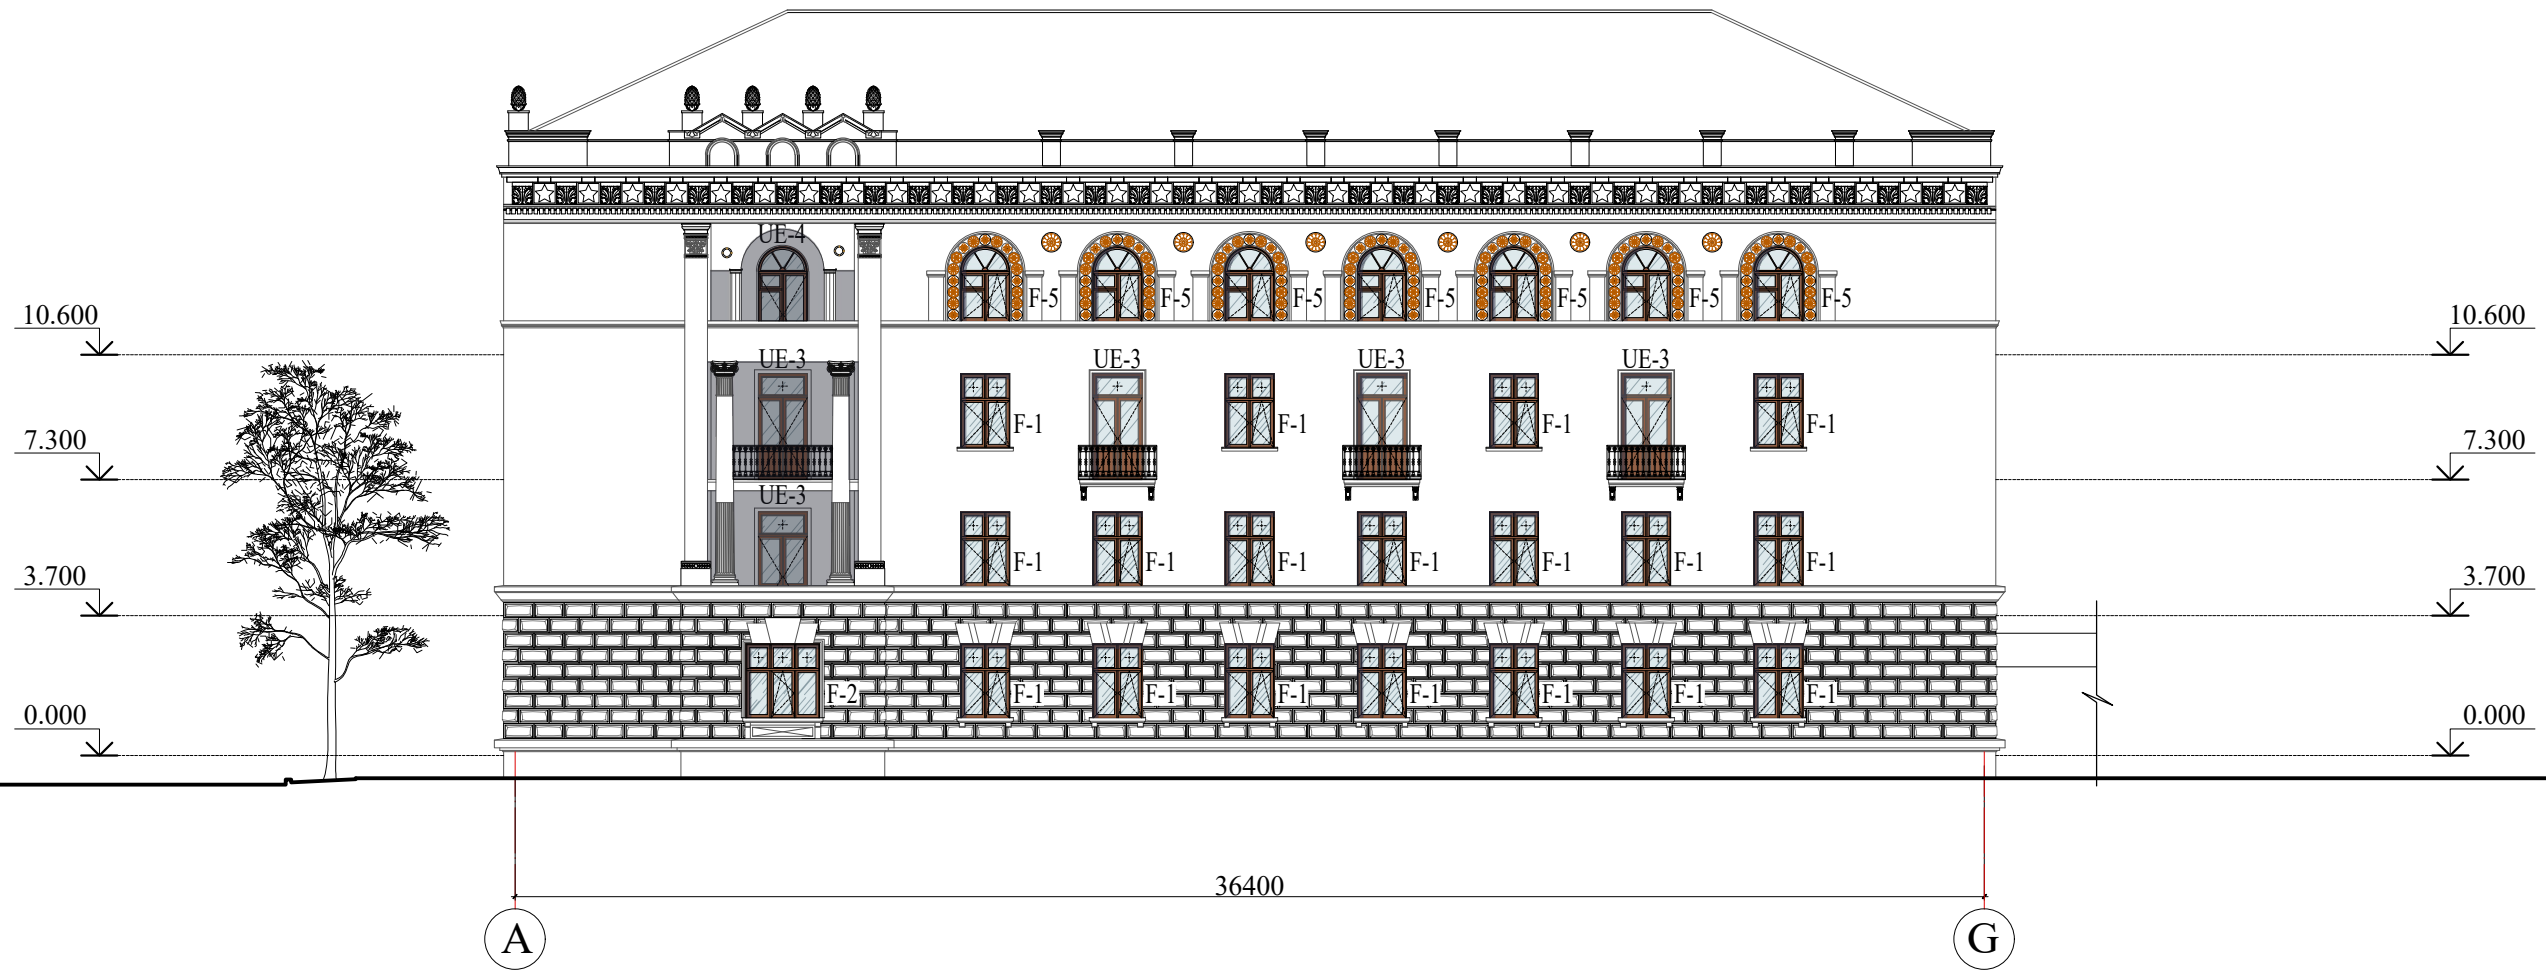 UE-4
F-5 F-5 F-5 F-5 F-5 F-5 F-5
10.600 10.600
UE-3 UE-3 UE-3 UE-3
F-1 F-1 F-1 F-1
7.300 7.300
UE-3
F-1 F-1 F-1 F-1 F-1 F-1 F-1
3.700 3.700
F-2 F-1 F-1 F-1 F-1 F-1 F-1 F-1
0.000 0.000
36400
A G